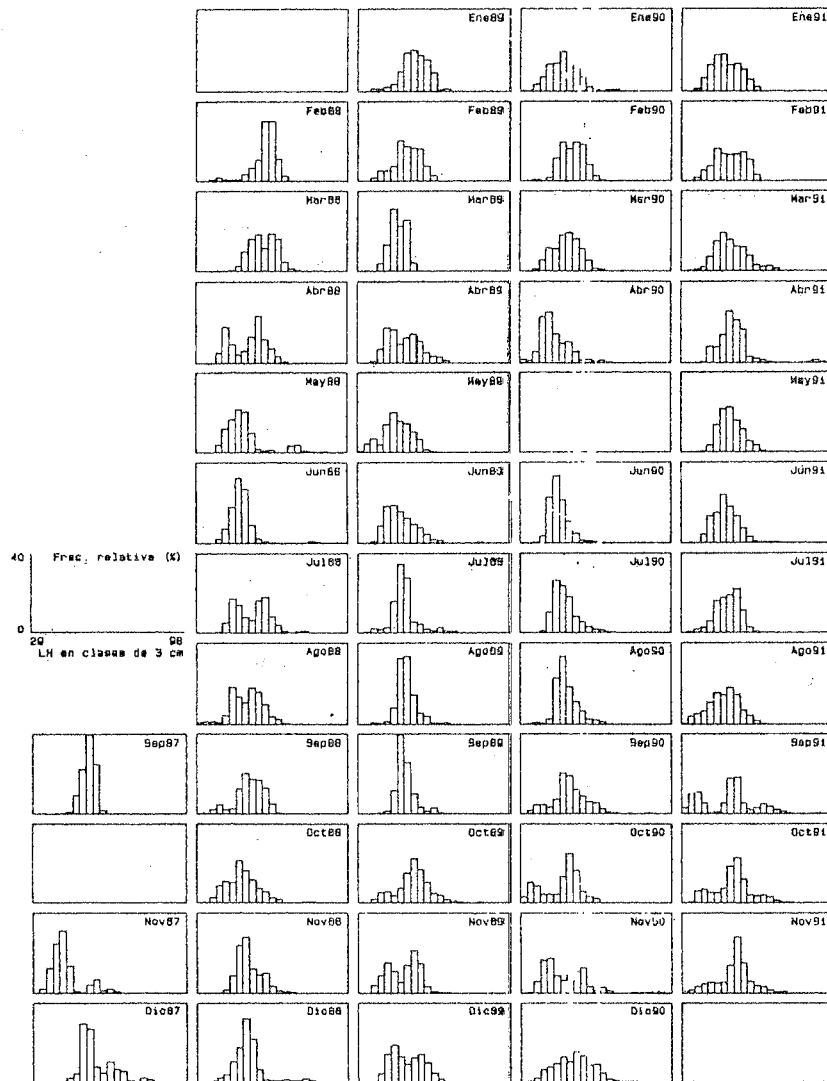 Ene89 Ene90 Ene91
Feb88 Feb89 Feb90 Feb91
Mar88 Mar89 Mar90 Mar91
Abr88 Abr89 Abr90 Abr91
May88 May89 May91
Jun88 Jun89 Jun90 Jun91
40 Frec. relativa (%)
Jul88 Jul89 Jul90 Jul91
0
29 98
LH en clases de 3 cm
Ago88 Ago89 Ago90 Ago91
Sep87 Sep88 Sep89 Sep90 Sep91
Oct88 Oct89 Oct90 Oct91
Nov87 Nov88 Nov89 Nov90 Nov91
Dic87 Dic88 Dic89 Dic90